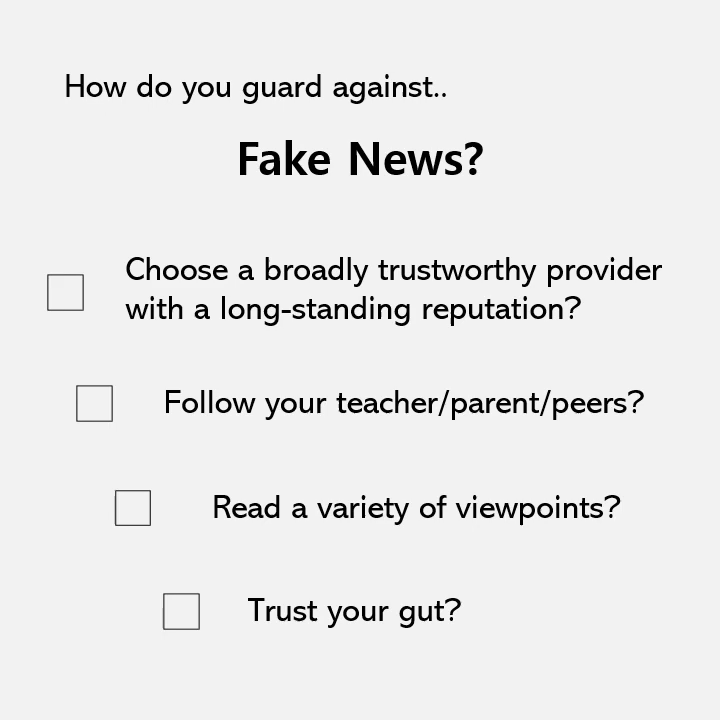 How do you guard against..
Fake News?
Choose a broadly trustworthy provider
with a long-standing reputation?
Follow your teacher/parent/peers?
Read a variety of viewpoints?
Trust your gut?